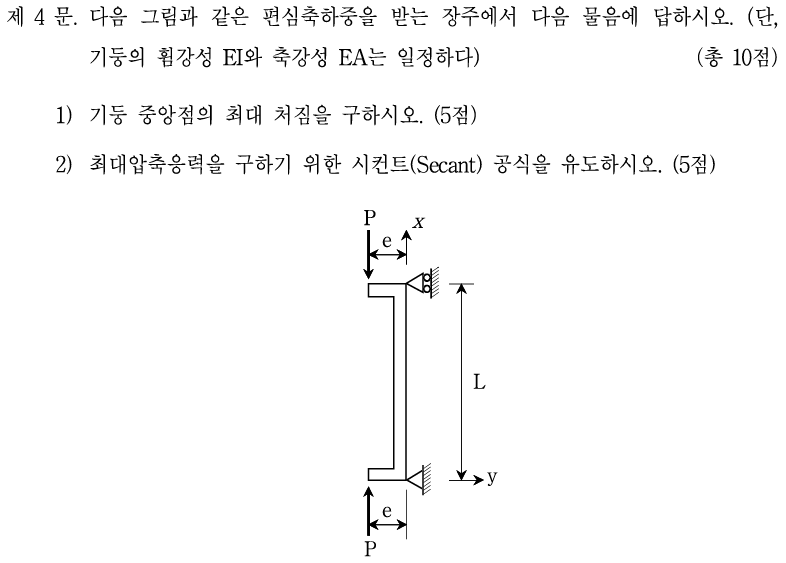 제 4 문. 다음 그림과 같은 편심축하중을 받는 장주에서 다음 물음에 답하시오. (단,
기둥의 휨강성 EI와 축강성 EA는 일정하다) (총 10점)
1) 기둥 중앙점의 최대 처짐을 구하시오. (5점)
2) 최대압축응력을 구하기 위한 시컨트(Secant) 공식을 유도하시오. (5점)
P
x
e
L
y
e
P